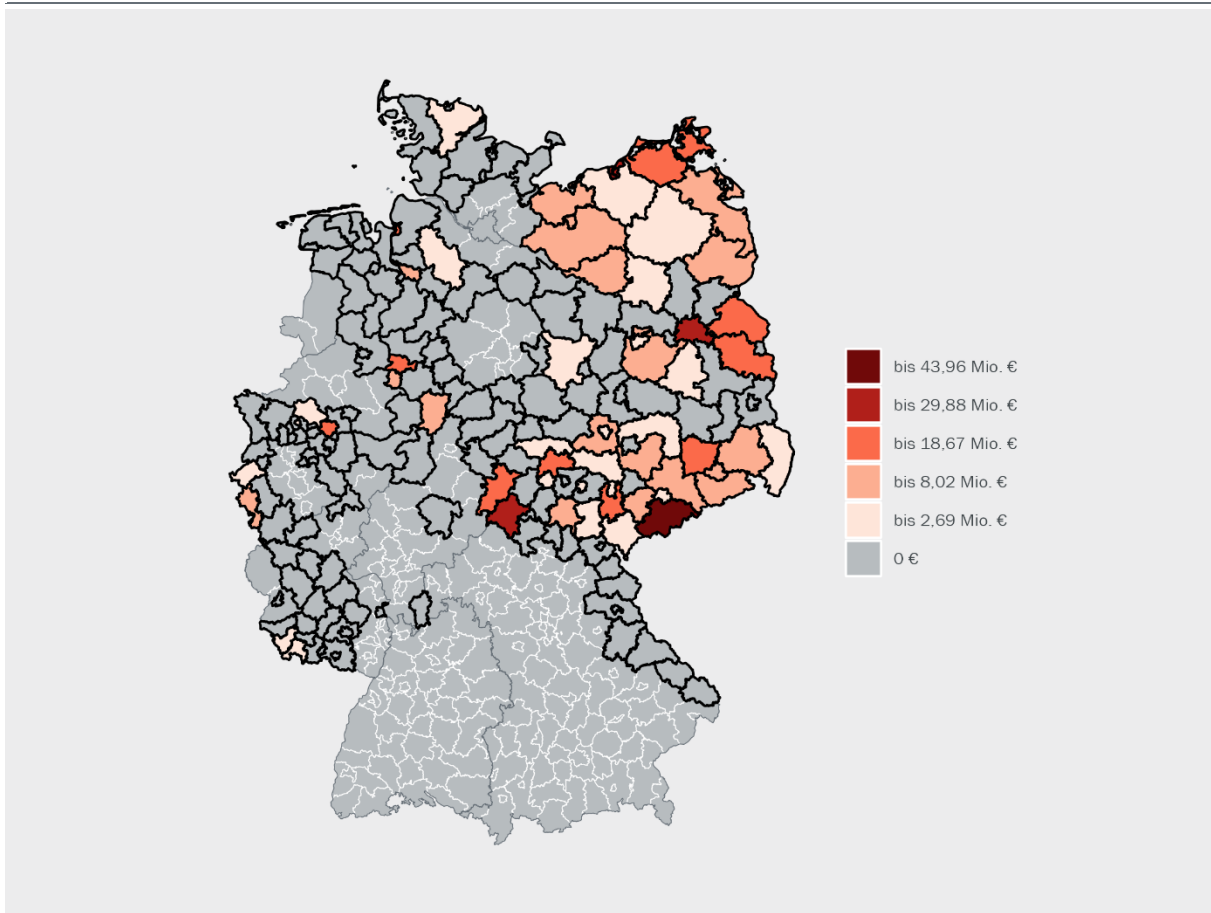 bis 43,96 Mio. €
bis 29,88 Mio. €
bis 18,67 Mio. €
bis 8,02 Mio. €
bis 2,69 Mio. €
0 €